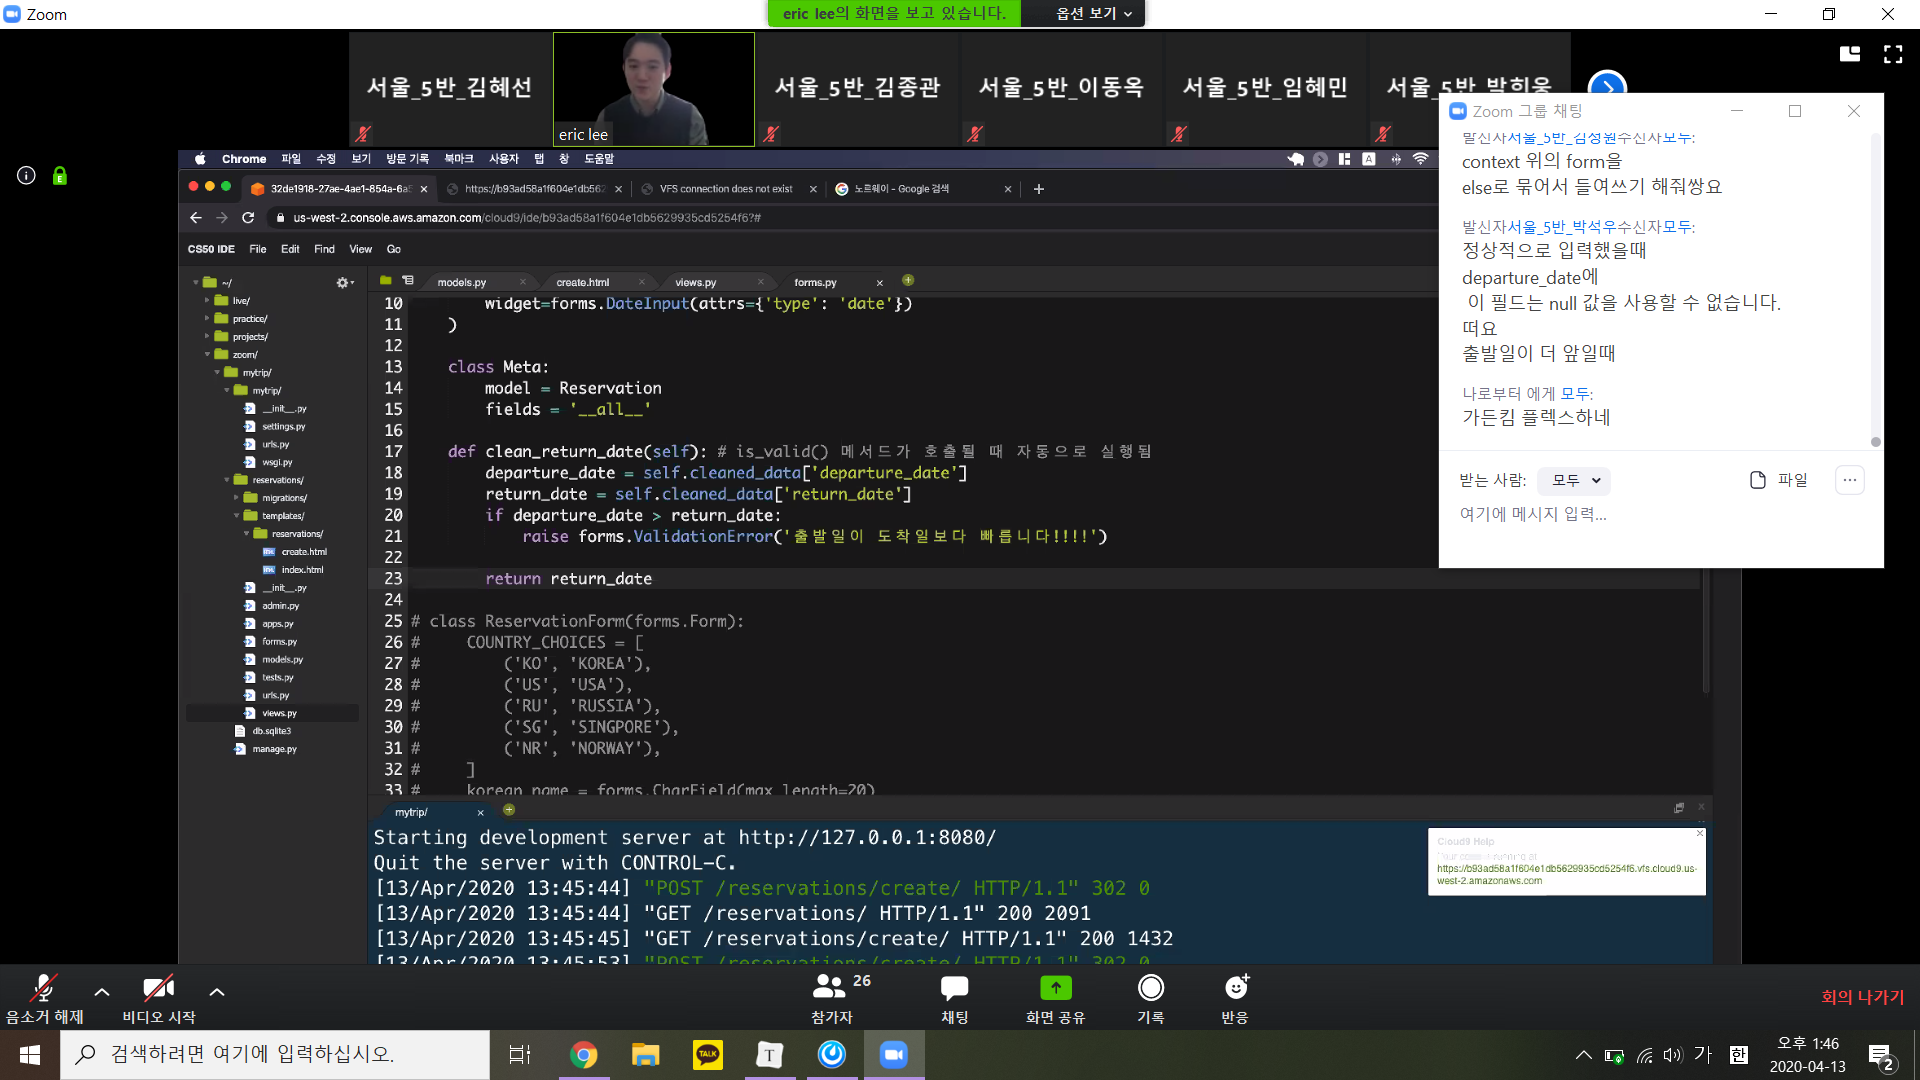 Zoom
eric lee의 화면을 보고 있습니다.
옵션 보기
서울_5반_김혜선
eric lee
서울_5반_김종관
서울_5반_이동욱
서울_5반_임혜민
서울_5반_박희웅
Chrome 파일 수정 보기 방문 기록 북마크 사용자 탭 창 도움말
32de1918-27ae-4ae1-854a-6a5
https://b93ad58a1f604e1db562
VFS connection does not exist
노르웨이 - Google 검색
us-west-2.console.aws.amazon.com/cloud9/ide/b93ad58a1f604e1db5629935cd5254f6?#
CS50 IDE File Edit Find View Go
~/
live/
practice/
projects/
zoom/
mytrip/
mytrip/
__init__.py
settings.py
urls.py
wsgi.py
reservations/
migrations/
templates/
reservations/
create.html
index.html
__init__.py
admin.py
apps.py
forms.py
models.py
tests.py
urls.py
views.py
db.sqlite3
manage.py
models.py create.html views.py forms.py
10 widget=forms.DateInput(attrs={'type': 'date'})
11 )
12
13 class Meta:
14 model = Reservation
15 fields = '__all__'
16
17 def clean_return_date(self): # is_valid() 메서드가 호출될 때 자동으로 실행됨
18 departure_date = self.cleaned_data['departure_date']
19 return_date = self.cleaned_data['return_date']
20 if departure_date > return_date:
21 raise forms.ValidationError('출발일이 도착일보다 빠릅니다!!!!')
22
23 return return_date
24
25 # class ReservationForm(forms.Form):
26 # COUNTRY_CHOICES = [
27 # ('KO', 'KOREA'),
28 # ('US', 'USA'),
29 # ('RU', 'RUSSIA'),
30 # ('SG', 'SINGPORE'),
31 # ('NR', 'NORWAY'),
32 # ]
33 # korean_name = forms.CharField(max_length=20)
mytrip/
Starting development server at http://127.0.0.1:8080/
Quit the server with CONTROL-C.
[13/Apr/2020 13:45:44] "POST /reservations/create/ HTTP/1.1" 302 0
[13/Apr/2020 13:45:44] "GET /reservations/ HTTP/1.1" 200 2091
[13/Apr/2020 13:45:45] "GET /reservations/create/ HTTP/1.1" 200 1432
[13/Apr/2020 13:45:53] "POST /reservations/create/ HTTP/1.1" 302 0
Cloud9 Help
https://b93ad58a1f604e1db5629935cd5254f6.vfs.cloud9.us-
west-2.amazonaws.com
Zoom 그룹 채팅
발신자서울_5반_김성원수신자모두:
context 위의 form을
else로 묶어서 들여쓰기 해줘쌍요
발신자서울_5반_박석우수신자모두:
정상적으로 입력했을때
departure_date에
이 필드는 null 값을 사용할 수 없습니다.
떠요
출발일이 더 앞일때
나로부터 에게 모두:
가든킴 플렉스하네
받는 사람: 모두 파일
여기에 메시지 입력...
음소거 해제
비디오 시작
26
참가자
채팅
화면 공유
기록
반응
회의 나가기
검색하려면 여기에 입력하십시오.
TALK
T
가
한
오후 1:46
2020-04-13
2